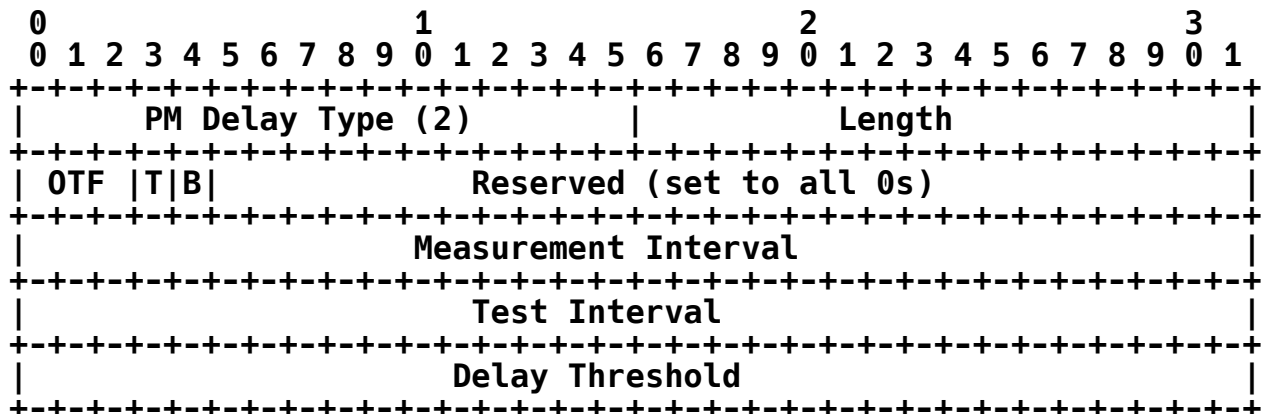 0                   1                   2                   3
 0 1 2 3 4 5 6 7 8 9 0 1 2 3 4 5 6 7 8 9 0 1 2 3 4 5 6 7 8 9 0 1
+-+-+-+-+-+-+-+-+-+-+-+-+-+-+-+-+-+-+-+-+-+-+-+-+-+-+-+-+-+-+-+-+
|      PM Delay Type (2)        |          Length               |
+-+-+-+-+-+-+-+-+-+-+-+-+-+-+-+-+-+-+-+-+-+-+-+-+-+-+-+-+-+-+-+-+
| OTF |T|B|             Reserved (set to all 0s)                |
+-+-+-+-+-+-+-+-+-+-+-+-+-+-+-+-+-+-+-+-+-+-+-+-+-+-+-+-+-+-+-+-+
|                    Measurement Interval                       |
+-+-+-+-+-+-+-+-+-+-+-+-+-+-+-+-+-+-+-+-+-+-+-+-+-+-+-+-+-+-+-+-+
|                       Test Interval                           |
+-+-+-+-+-+-+-+-+-+-+-+-+-+-+-+-+-+-+-+-+-+-+-+-+-+-+-+-+-+-+-+-+
|                      Delay Threshold                          |
+-+-+-+-+-+-+-+-+-+-+-+-+-+-+-+-+-+-+-+-+-+-+-+-+-+-+-+-+-+-+-+-+